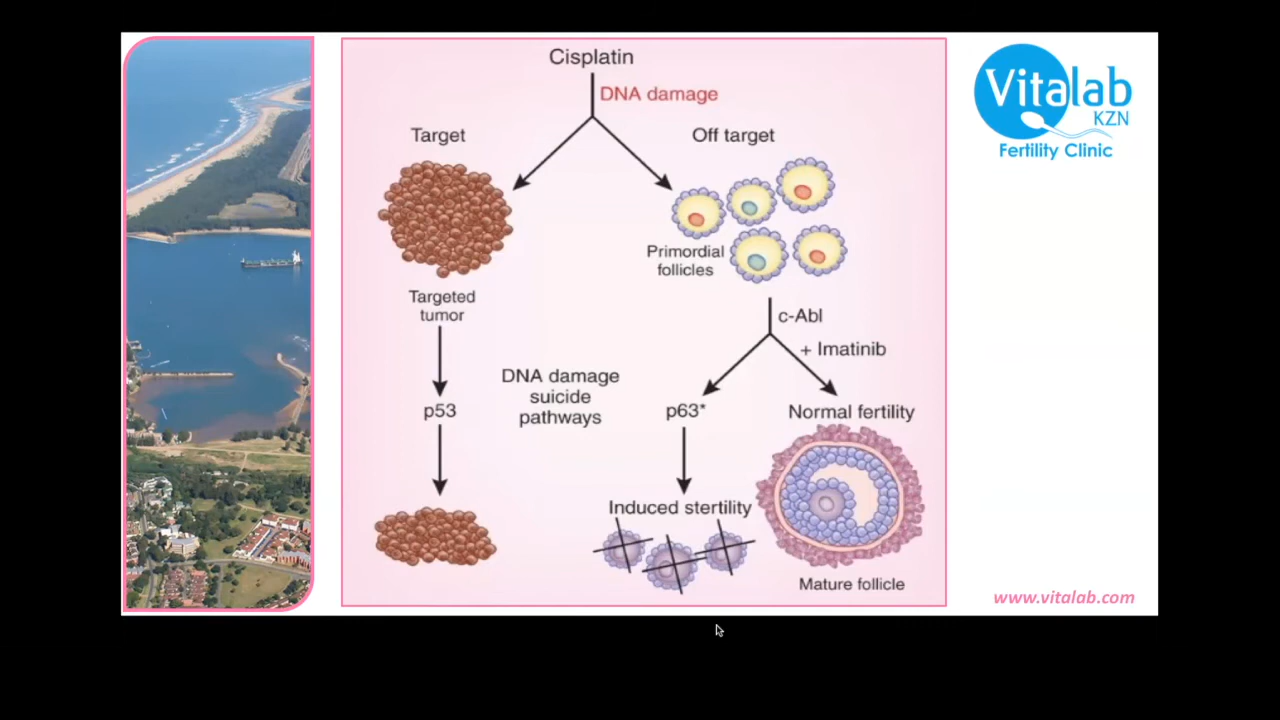 Cisplatin
DNA damage
Target
Off target
Primordial
follicles
Targeted
tumor
c-Abl
+ Imatinib
DNA damage
suicide
pathways
p53
p63*
Normal fertility
Induced stertility
Mature follicle
Vitalab
KZN
Fertility Clinic
www.vitalab.com